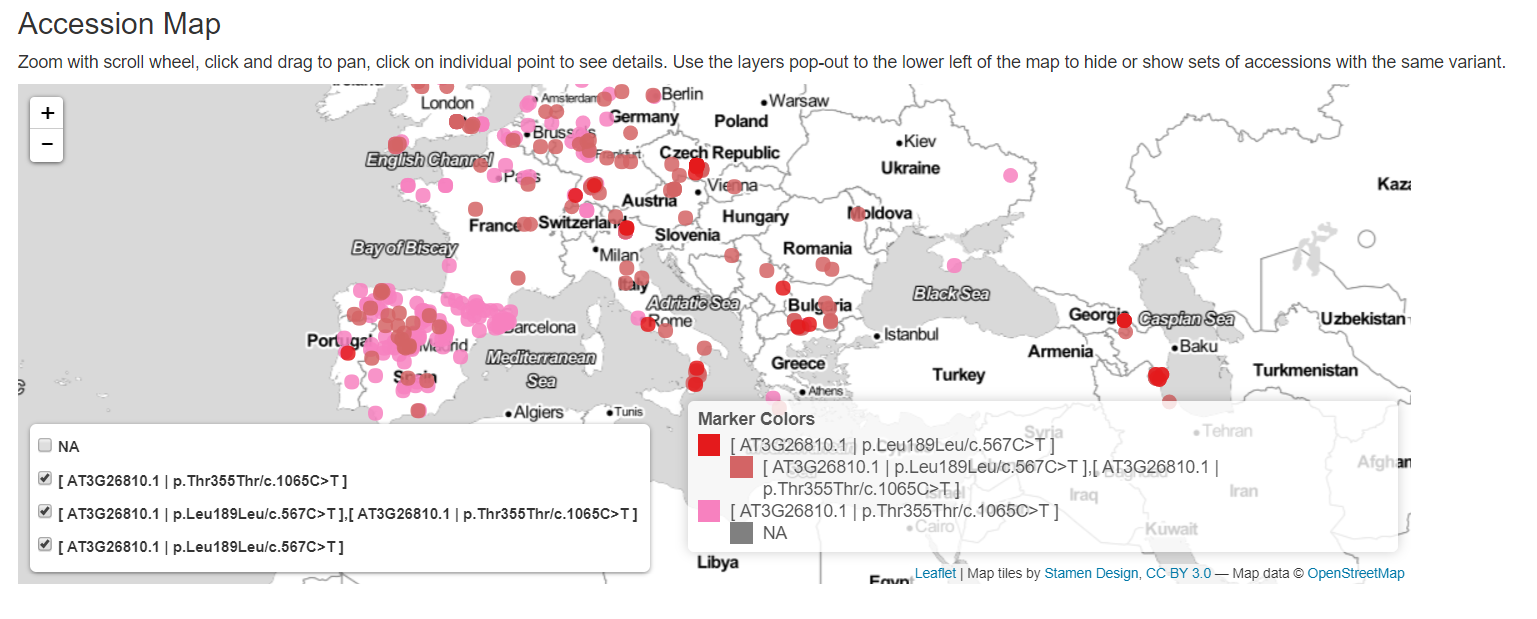 Accession Map
Zoom with scroll wheel, click and drag to pan, click on individual point to see details. Use the layers pop-out to the lower left of the map to hide or show sets of accessions with the same variant.
+
−
London
Amsterdam
Berlin
Warsaw
Germany
Poland
Brussels
Kiev
English Channel
Frankfurt
Czech Republic
Ukraine
Paris
Vienna
Austria
France
Switzerland
Hungary
Moldova
Slovenia
Bay of Biscay
Milan
Romania
Italy
Adriatic Sea
Black Sea
Bulgaria
Georgia
Caspian Sea
Uzbekistan
Rome
Barcelona
Portugal
Madrid
Istanbul
Baku
Armenia
Mediterranean
Sea
Greece
Turkey
Turkmenistan
Spain
Athens
Algiers
Tunis
Marker Colors
[ AT3G26810.1 | p.Leu189Leu/c.567C>T ]
[ AT3G26810.1 | p.Leu189Leu/c.567C>T ],[ AT3G26810.1 |
p.Thr355Thr/c.1065C>T ]
[ AT3G26810.1 | p.Thr355Thr/c.1065C>T ]
NA
Syria
Tehran
Baghdad
Israel
Iraq
Iran
Cairo
Kuwait
NA
[ AT3G26810.1 | p.Thr355Thr/c.1065C>T ]
[ AT3G26810.1 | p.Leu189Leu/c.567C>T ],[ AT3G26810.1 | p.Thr355Thr/c.1065C>T ]
[ AT3G26810.1 | p.Leu189Leu/c.567C>T ]
Libya
Leaflet | Map tiles by Stamen Design, CC BY 3.0 — Map data © OpenStreetMap